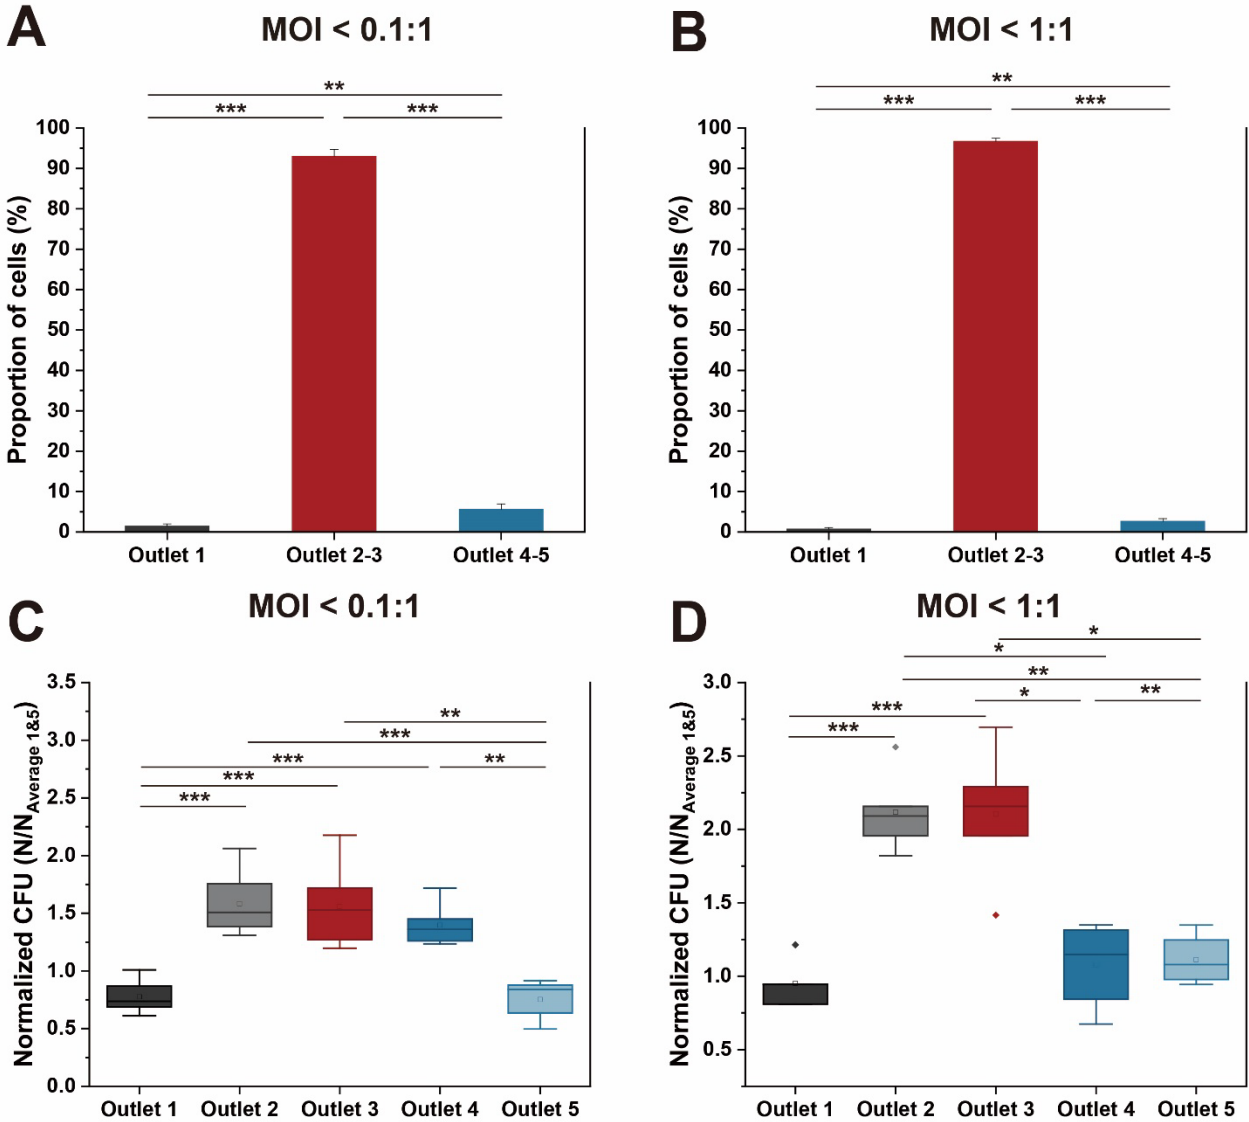 A
MOI < 0.1:1
**
***
***
Proportion of cells (%)
100
90
80
70
60
50
40
30
20
10
0
Outlet 1
Outlet 2-3
Outlet 4-5
B
MOI < 1:1
**
***
***
Proportion of cells (%)
100
90
80
70
60
50
40
30
20
10
0
Outlet 1
Outlet 2-3
Outlet 4-5
C
MOI < 0.1:1
**
***
***
**
***
***
Normalized CFU (N/NAverage 1&5)
3.5
3.0
2.5
2.0
1.5
1.0
0.5
0.0
Outlet 1
Outlet 2
Outlet 3
Outlet 4
Outlet 5
D
MOI < 1:1
*
*
**
*
**
***
***
Normalized CFU (N/NAverage 1&5)
3.0
2.5
2.0
1.5
1.0
0.5
Outlet 1
Outlet 2
Outlet 3
Outlet 4
Outlet 5